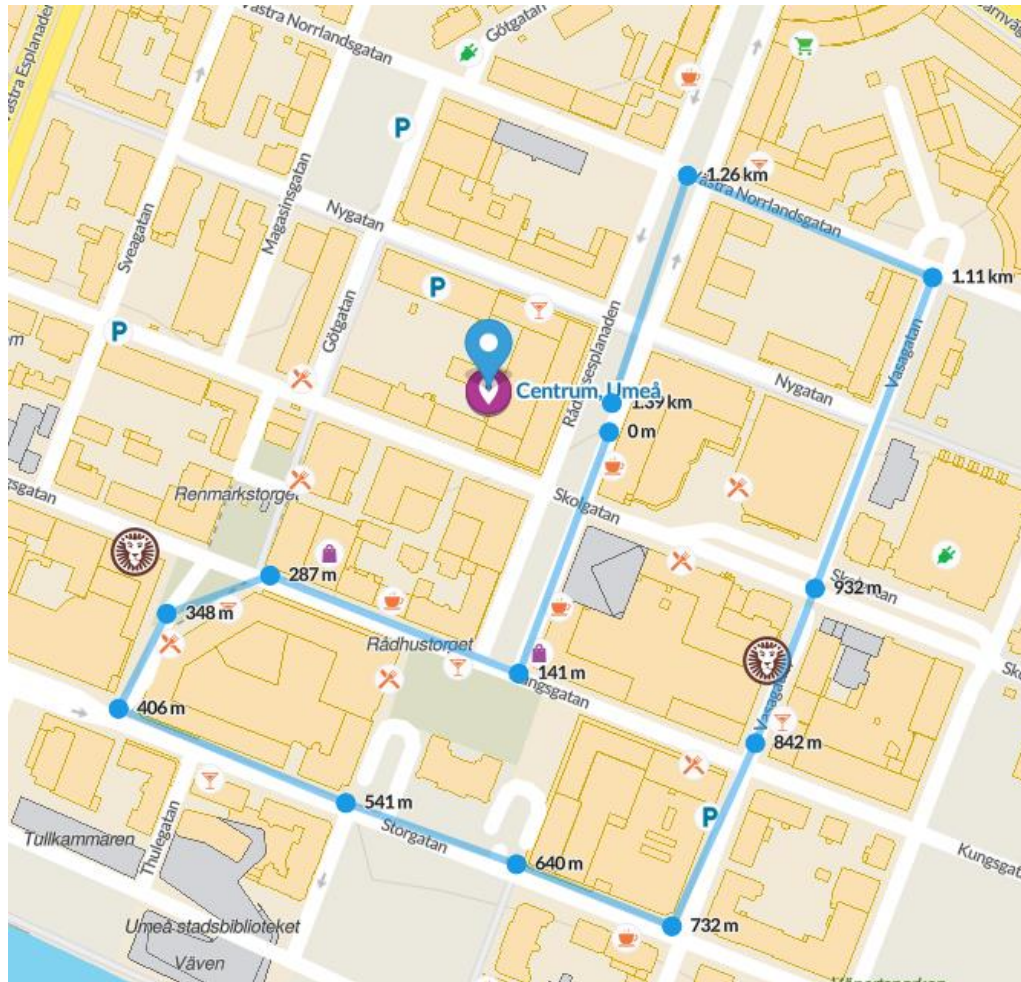 Västra Norrlandsgatan
Götgatan
Västra Esplanaden
P
Sveagatan
Magasinsgatan
Nygatan
1.26 km
Västra Norrlandsgatan
1.11 km
P
P
Götgatan
Rådhusesplanaden
Vasagatan
Nygatan
Centrum, Umeå
1.39 km
0 m
Renmarkstorget
Skolgatan
287 m
932 m
348 m
Rådhustorget
141 m
Kungsgatan
Vasagatan
406 m
842 m
541 m
P
Storgatan
Tullkammaren
Thulegatan
640 m
Kungsgat
732 m
Umeå stadsbiblioteket
Väven